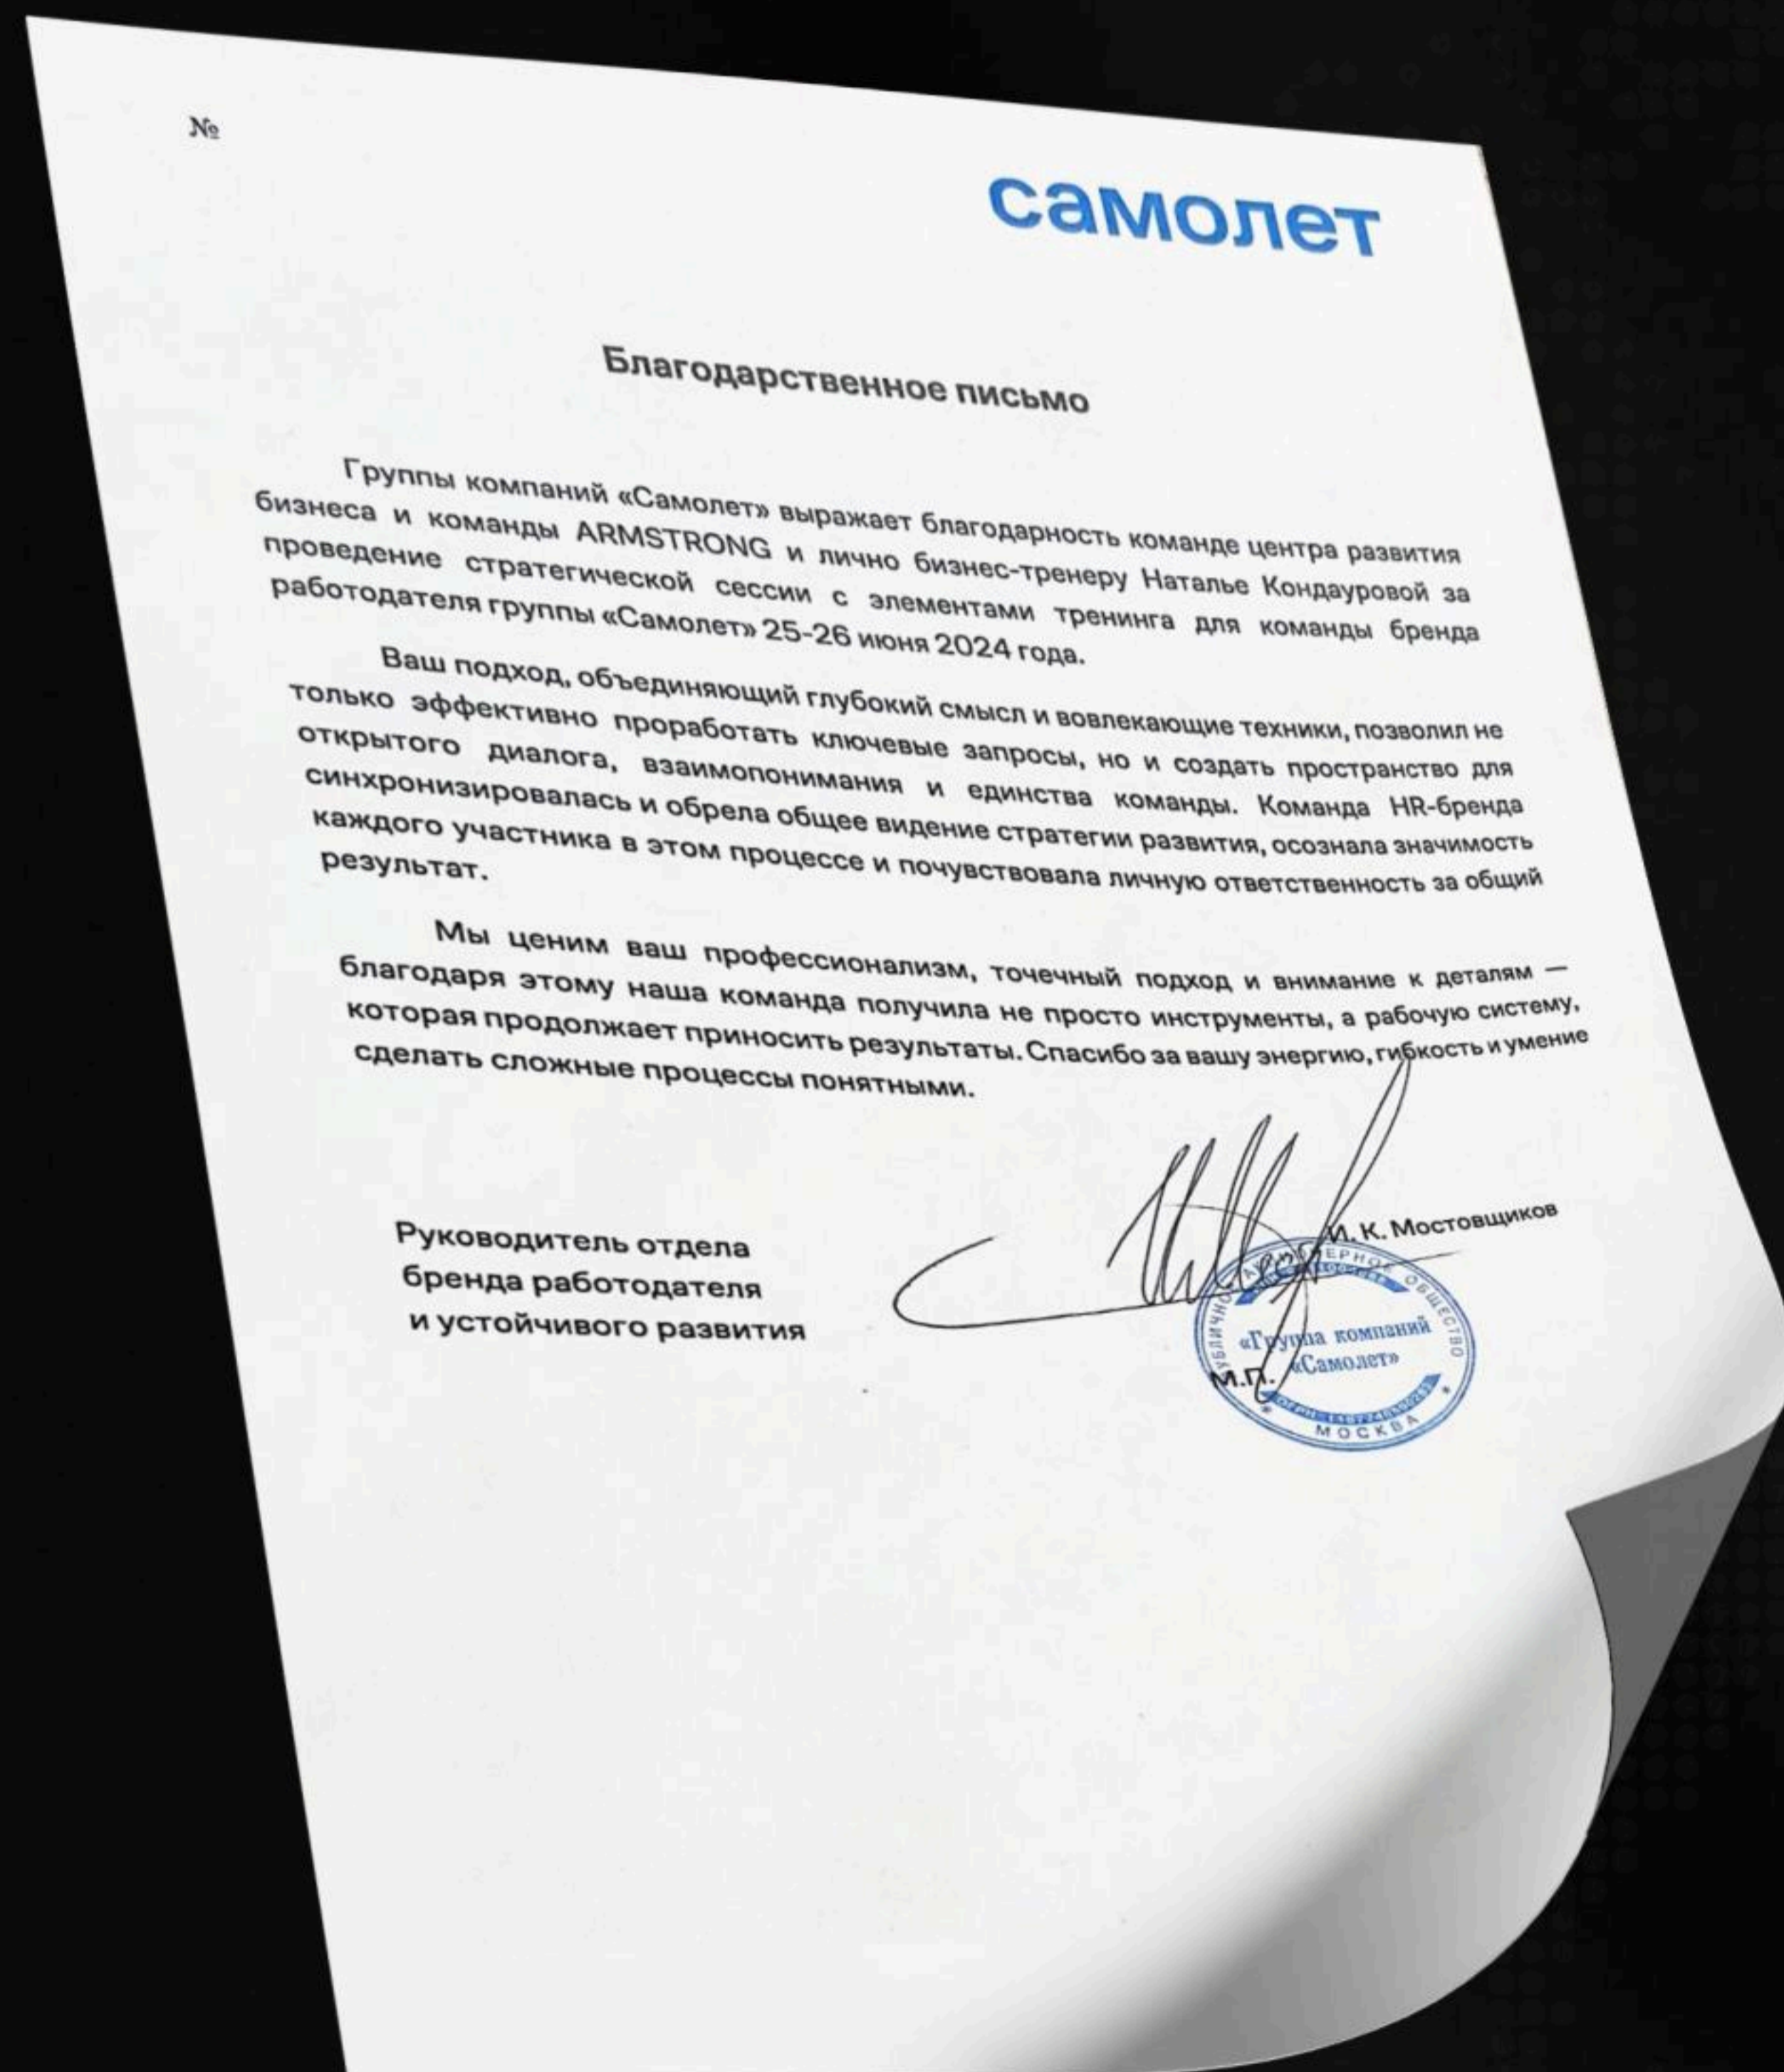 №
самолет
Благодарственное письмо
Группы компаний «Самолет» выражает благодарность команде центра развития
бизнеса и команды ARMSTRONG и лично бизнес-тренеру Наталье Кондауровой за
проведение стратегической сессии с элементами тренинга для команды бренда
работодателя группы «Самолет» 25-26 июня 2024 года.
Ваш подход, объединяющий глубокий смысл и вовлекающие техники, позволил не
только эффективно проработать ключевые запросы, но и создать пространство для
открытого диалога, взаимопонимания и единства команды. Команда HR-бренда
синхронизировалась и обрела общее видение стратегии развития, осознала значимость
каждого участника в этом процессе и почувствовала личную ответственность за общий
результат.
Мы ценим ваш профессионализм, точечный подход и внимание к деталям —
благодаря этому наша команда получила не просто инструменты, а рабочую систему,
которая продолжает приносить результаты. Спасибо за вашу энергию, гибкость и умение
сделать сложные процессы понятными.
Руководитель отдела
бренда работодателя
и устойчивого развития
И. К. Мостовщиков
ОБЩЕСТВО
«Группа компаний
«Самолет»
М.П.
ОГРН
МОСКВА